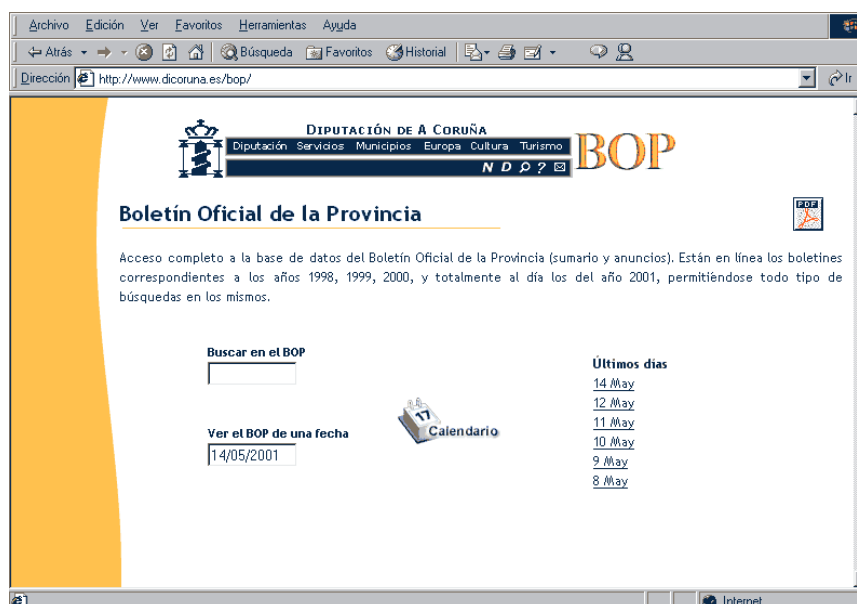 Archivo Edición Ver Favoritos Herramientas Ayuda
Atrás Búsqueda Favoritos Historial
Dirección http://www.dicoruna.es/bop/ Ir
DIPUTACIÓN DE A CORUÑA
Diputación Servicios Municipios Europa Cultura Turismo
N D ?
BOP
Boletín Oficial de la Provincia
PDF
Acceso completo a la base de datos del Boletín Oficial de la Provincia (sumario y anuncios). Están en línea los boletines
correspondientes a los años 1998, 1999, 2000, y totalmente al día los del año 2001, permitiéndose todo tipo de
búsquedas en los mismos.
Buscar en el BOP
Ver el BOP de una fecha
14/05/2001
17
Calendario
Últimos días
14 May
12 May
11 May
10 May
9 May
8 May
Internet